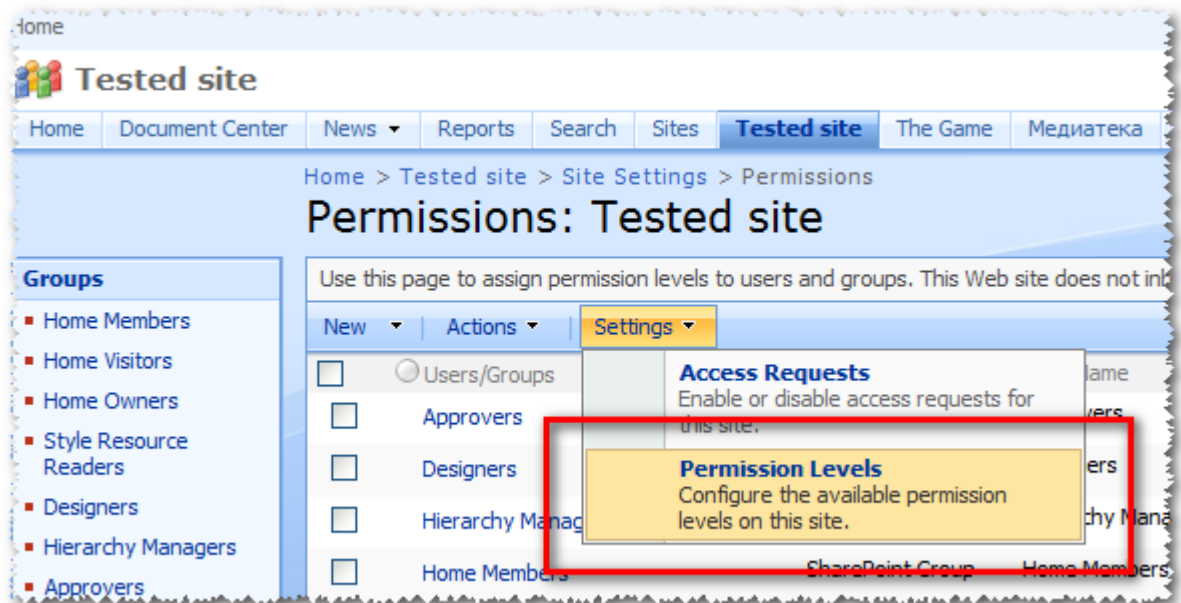 Home
Tested site
Home Document Center News Reports Search Sites Tested site The Game Медиатека
Home > Tested site > Site Settings > Permissions
Permissions: Tested site
Groups
Home Members
Home Visitors
Home Owners
Style Resource
Readers
Designers
Hierarchy Managers
Approvers
Use this page to assign permission levels to users and groups. This Web site does not
New Actions Settings
Users/Groups
Approvers
Designers
Hierarchy
Home Members SharePoint Group Home Members
Access Requests
Enable or disable access requests for
this site.
Permission Levels
Configure the available permission
levels on this site.